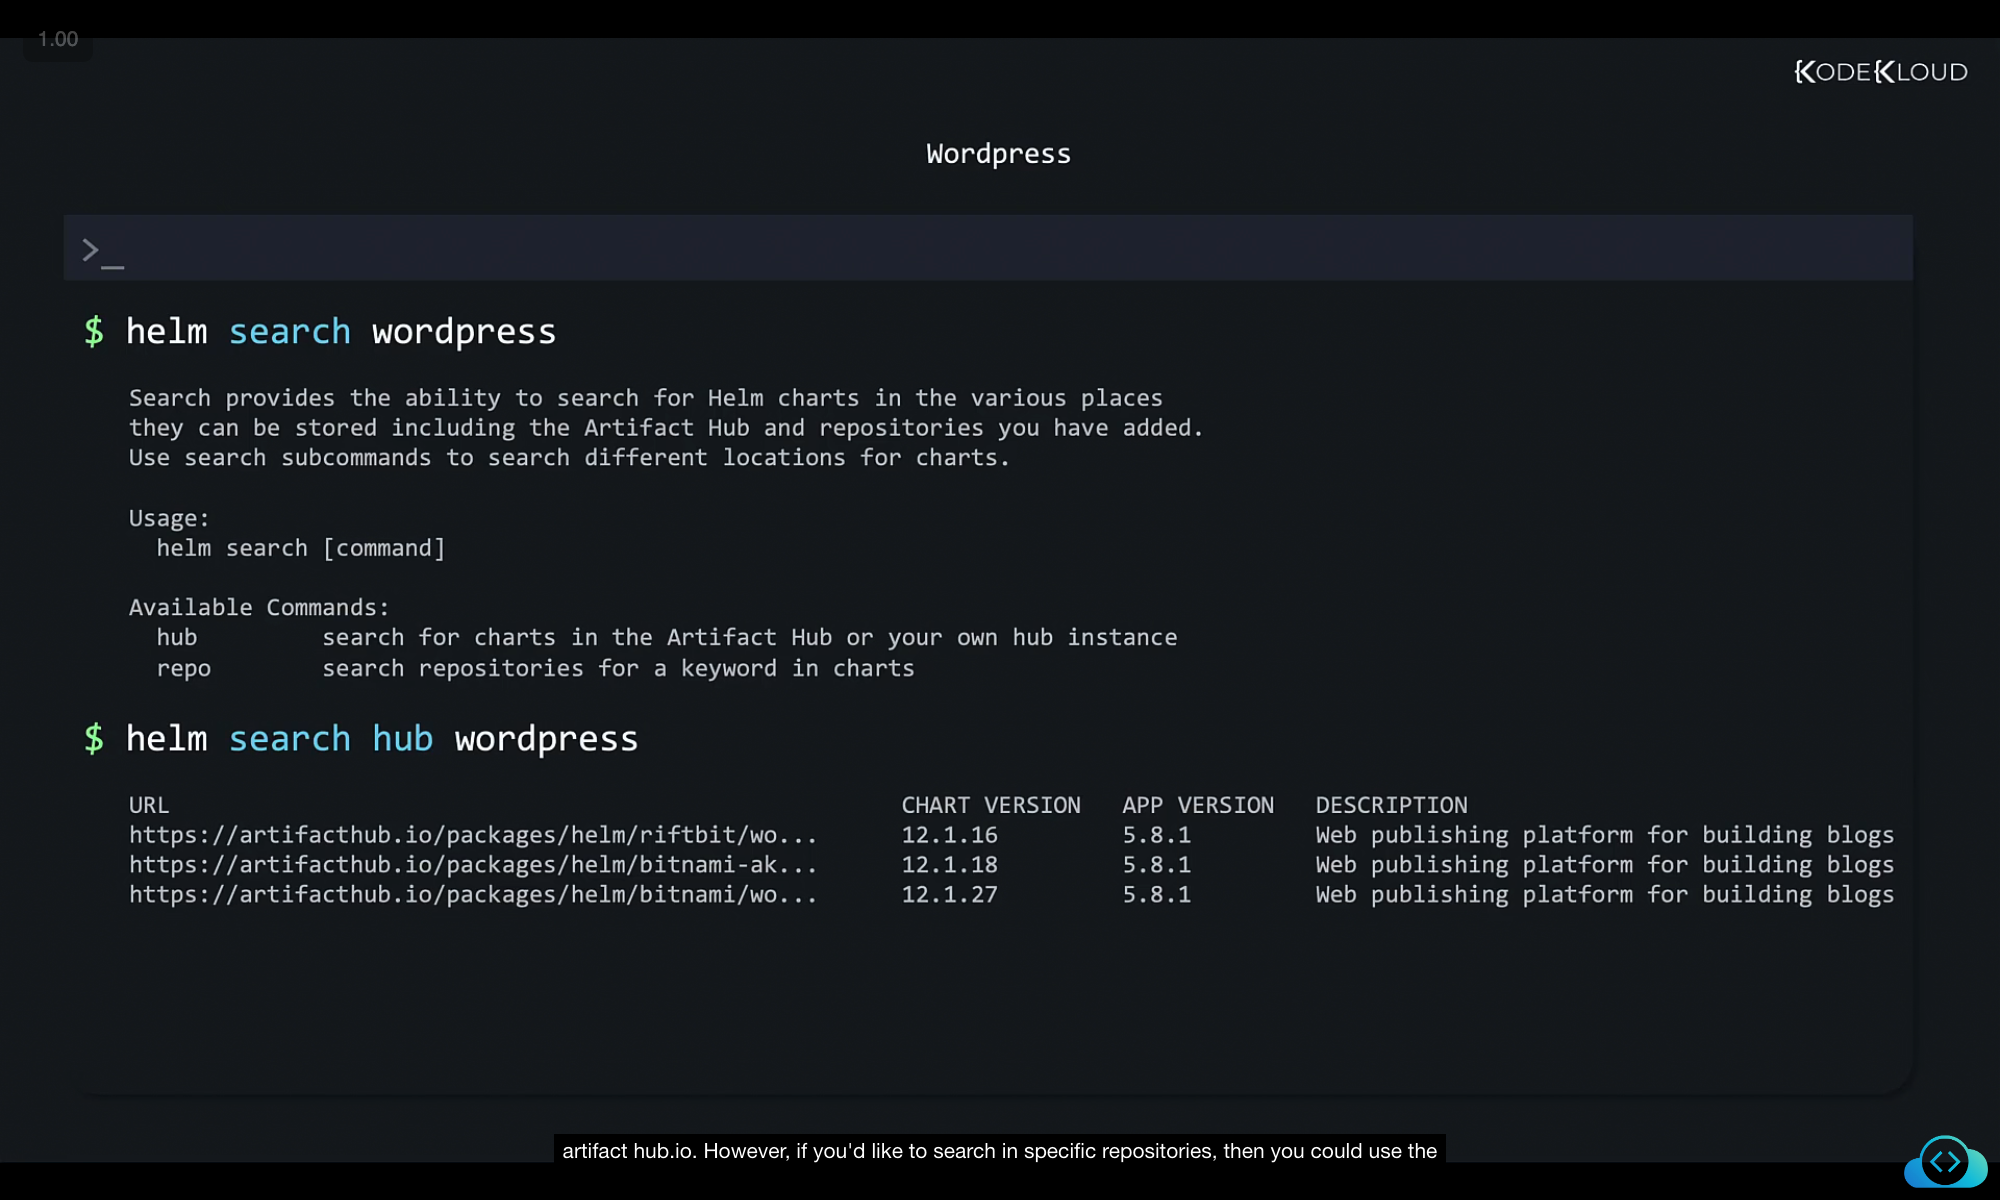 1.00
KODEKLOUD
Wordpress
>_
$ helm search wordpress
Search provides the ability to search for Helm charts in the various places
they can be stored including the Artifact Hub and repositories you have added.
Use search subcommands to search different locations for charts.
Usage:
helm search [command]
Available Commands:
hub search for charts in the Artifact Hub or your own hub instance
repo search repositories for a keyword in charts
$ helm search hub wordpress
URL CHART VERSION APP VERSION DESCRIPTION
https://artifacthub.io/packages/helm/riftbit/wo... 12.1.16 5.8.1 Web publishing platform for building blogs
https://artifacthub.io/packages/helm/bitnami-ak... 12.1.18 5.8.1 Web publishing platform for building blogs
https://artifacthub.io/packages/helm/bitnami/wo... 12.1.27 5.8.1 Web publishing platform for building blogs
artifact hub.io. However, if you'd like to search in specific repositories, then you could use the